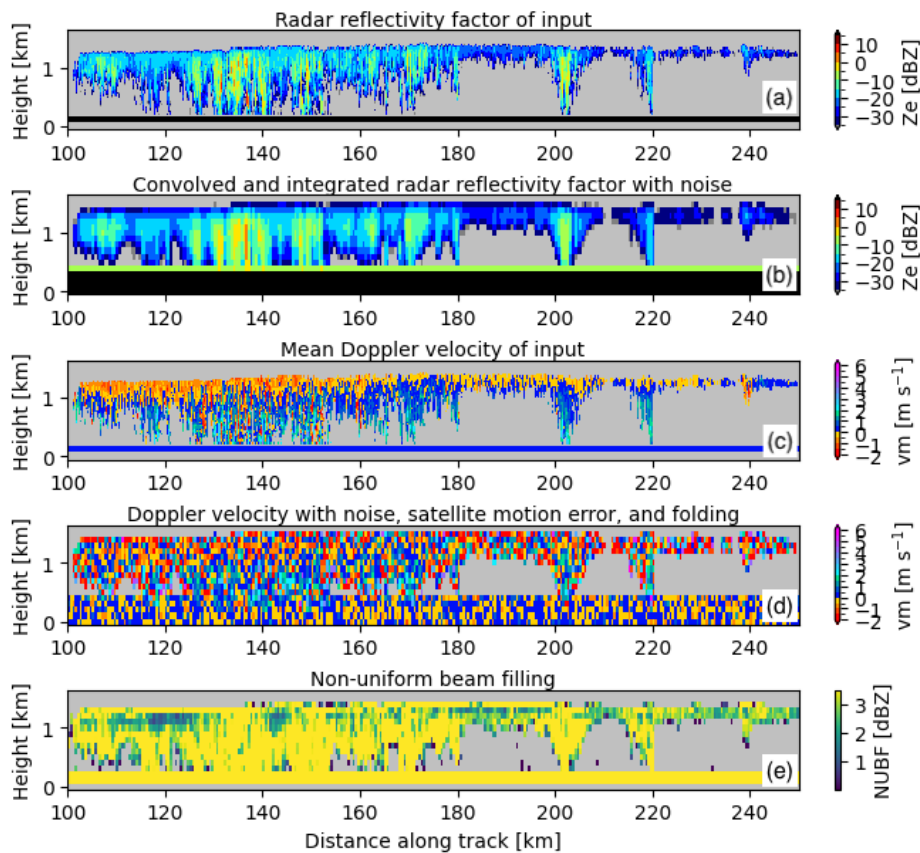 Radar reflectivity factor of input
Height [km]
1
0
(a)
10
0
−10
−20
−30
Ze [dBZ]
100 120 140 160 180 200 220 240
Convolved and integrated radar reflectivity factor with noise
Height [km]
1
0
(b)
10
0
−10
−20
−30
Ze [dBZ]
100 120 140 160 180 200 220 240
Mean Doppler velocity of input
Height [km]
1
0
(c)
6
5
4
3
2
1
0
−1
−2
vm [m s⁻¹]
100 120 140 160 180 200 220 240
Doppler velocity with noise, satellite motion error, and folding
Height [km]
1
0
(d)
6
5
4
3
2
1
0
−1
−2
vm [m s⁻¹]
100 120 140 160 180 200 220 240
Non-uniform beam filling
Height [km]
1
0
(e)
3
2
1
NUBF [dBZ]
100 120 140 160 180 200 220 240
Distance along track [km]